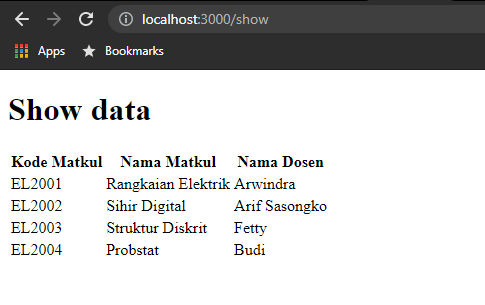 localhost:3000/show
Apps Bookmarks
Show data
Kode Matkul Nama Matkul Nama Dosen
EL2001 Rangkaian Elektrik Arwindra
EL2002 Sihir Digital Arif Sasongko
EL2003 Struktur Diskrit Fetty
EL2004 Probstat Budi